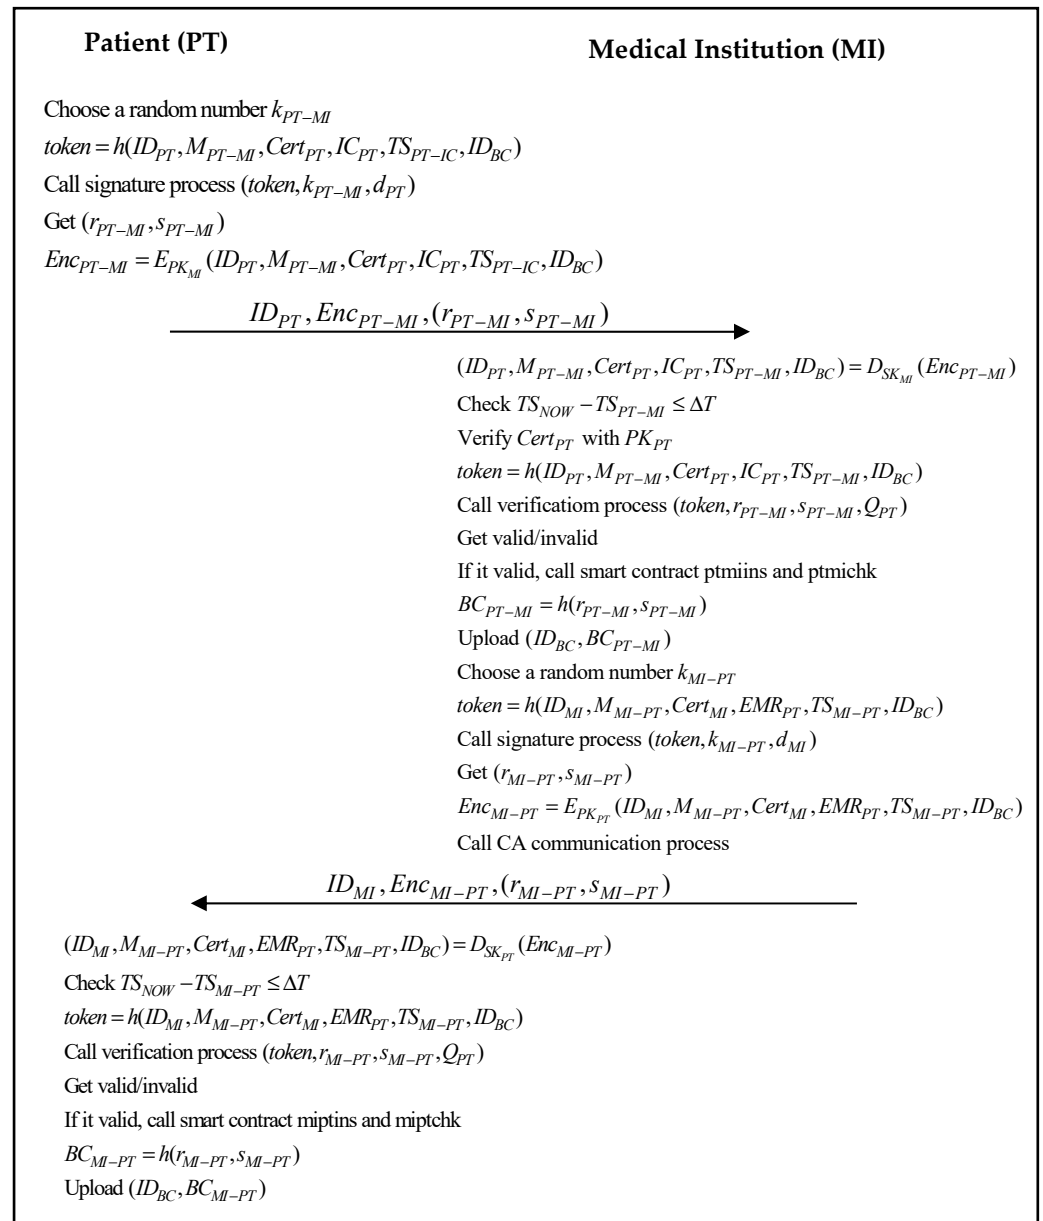 Patient (PT)
Medical Institution (MI)
Choose a random number k_{PT-MI}
token = h(ID_{PT}, M_{PT-MI}, Cert_{PT}, IC_{PT}, TS_{PT-IC}, ID_{BC})
Call signature process (token, k_{PT-MI}, d_{PT})
Get (r_{PT-MI}, s_{PT-MI})
Enc_{PT-MI} = E_{PK_{MI}}(ID_{PT}, M_{PT-MI}, Cert_{PT}, IC_{PT}, TS_{PT-IC}, ID_{BC})
ID_{PT}, Enc_{PT-MI}, (r_{PT-MI}, s_{PT-MI})
(ID_{PT}, M_{PT-MI}, Cert_{PT}, IC_{PT}, TS_{PT-MI}, ID_{BC}) = D_{SK_{MI}}(Enc_{PT-MI})
Check TS_{NOW} - TS_{PT-MI} ≤ ΔT
Verify Cert_{PT} with PK_{PT}
token = h(ID_{PT}, M_{PT-MI}, Cert_{PT}, IC_{PT}, TS_{PT-MI}, ID_{BC})
Call verificatiom process (token, r_{PT-MI}, s_{PT-MI}, Q_{PT})
Get valid/invalid
If it valid, call smart contract ptmiins and ptmichk
BC_{PT-MI} = h(r_{PT-MI}, s_{PT-MI})
Upload (ID_{BC}, BC_{PT-MI})
Choose a random number k_{MI-PT}
token = h(ID_{MI}, M_{MI-PT}, Cert_{MI}, EMR_{PT}, TS_{MI-PT}, ID_{BC})
Call signature process (token, k_{MI-PT}, d_{MI})
Get (r_{MI-PT}, s_{MI-PT})
Enc_{MI-PT} = E_{PK_{PT}}(ID_{MI}, M_{MI-PT}, Cert_{MI}, EMR_{PT}, TS_{MI-PT}, ID_{BC})
Call CA communication process
ID_{MI}, Enc_{MI-PT}, (r_{MI-PT}, s_{MI-PT})
(ID_{MI}, M_{MI-PT}, Cert_{MI}, EMR_{PT}, TS_{MI-PT}, ID_{BC}) = D_{SK_{PT}}(Enc_{MI-PT})
Check TS_{NOW} - TS_{MI-PT} ≤ ΔT
token = h(ID_{MI}, M_{MI-PT}, Cert_{MI}, EMR_{PT}, TS_{MI-PT}, ID_{BC})
Call verification process (token, r_{MI-PT}, s_{MI-PT}, Q_{PT})
Get valid/invalid
If it valid, call smart contract miptins and miptchk
BC_{MI-PT} = h(r_{MI-PT}, s_{MI-PT})
Upload (ID_{BC}, BC_{MI-PT})